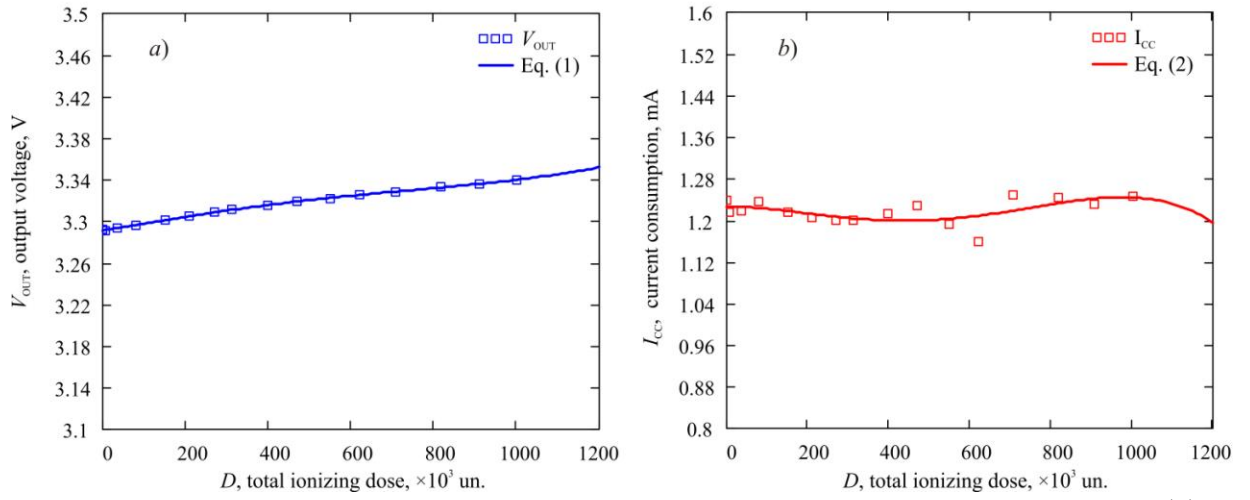 3.5
3.46
3.42
3.38
3.34
3.3
3.26
3.22
3.18
3.14
3.1
V_OUT, output voltage, V
a)
V_OUT
Eq. (1)
0 200 400 600 800 1000 1200
D, total ionizing dose, ×10³ un.
1.6
1.52
1.44
1.36
1.28
1.2
1.12
1.04
0.96
0.88
0.8
I_CC, current consumption, mA
b)
I_CC
Eq. (2)
0 200 400 600 800 1000 1200
D, total ionizing dose, ×10³ un.